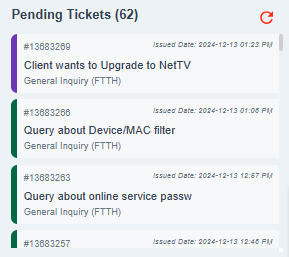 Pending Tickets (62)
#13683269 Issued Date: 2024-12-13 01:23 PM
Client wants to Upgrade to NetTV
General Inquiry (FTTH)
#13683266 Issued Date: 2024-12-13 01:06 PM
Query about Device/MAC filter
General Inquiry (FTTH)
#13683263 Issued Date: 2024-12-13 12:57 PM
Query about online service passw
General Inquiry (FTTH)
#13683257 Issued Date: 2024-12-13 12:46 PM